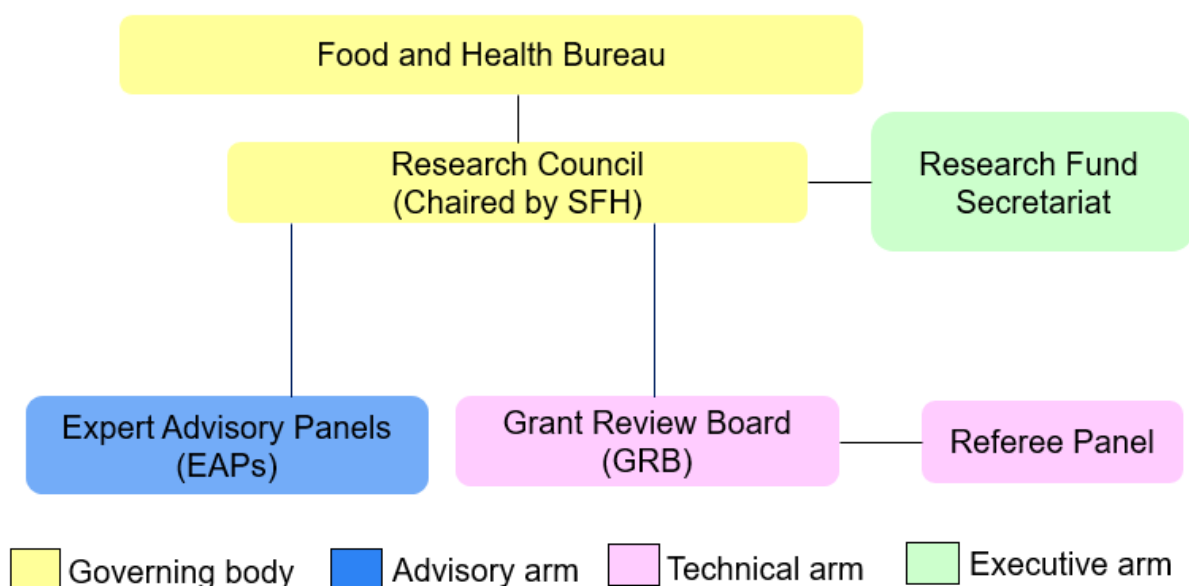 Food and Health Bureau
Research Council
(Chaired by SFH)
Research Fund
Secretariat
Expert Advisory Panels
(EAPs)
Grant Review Board
(GRB)
Referee Panel
Governing body
Advisory arm
Technical arm
Executive arm